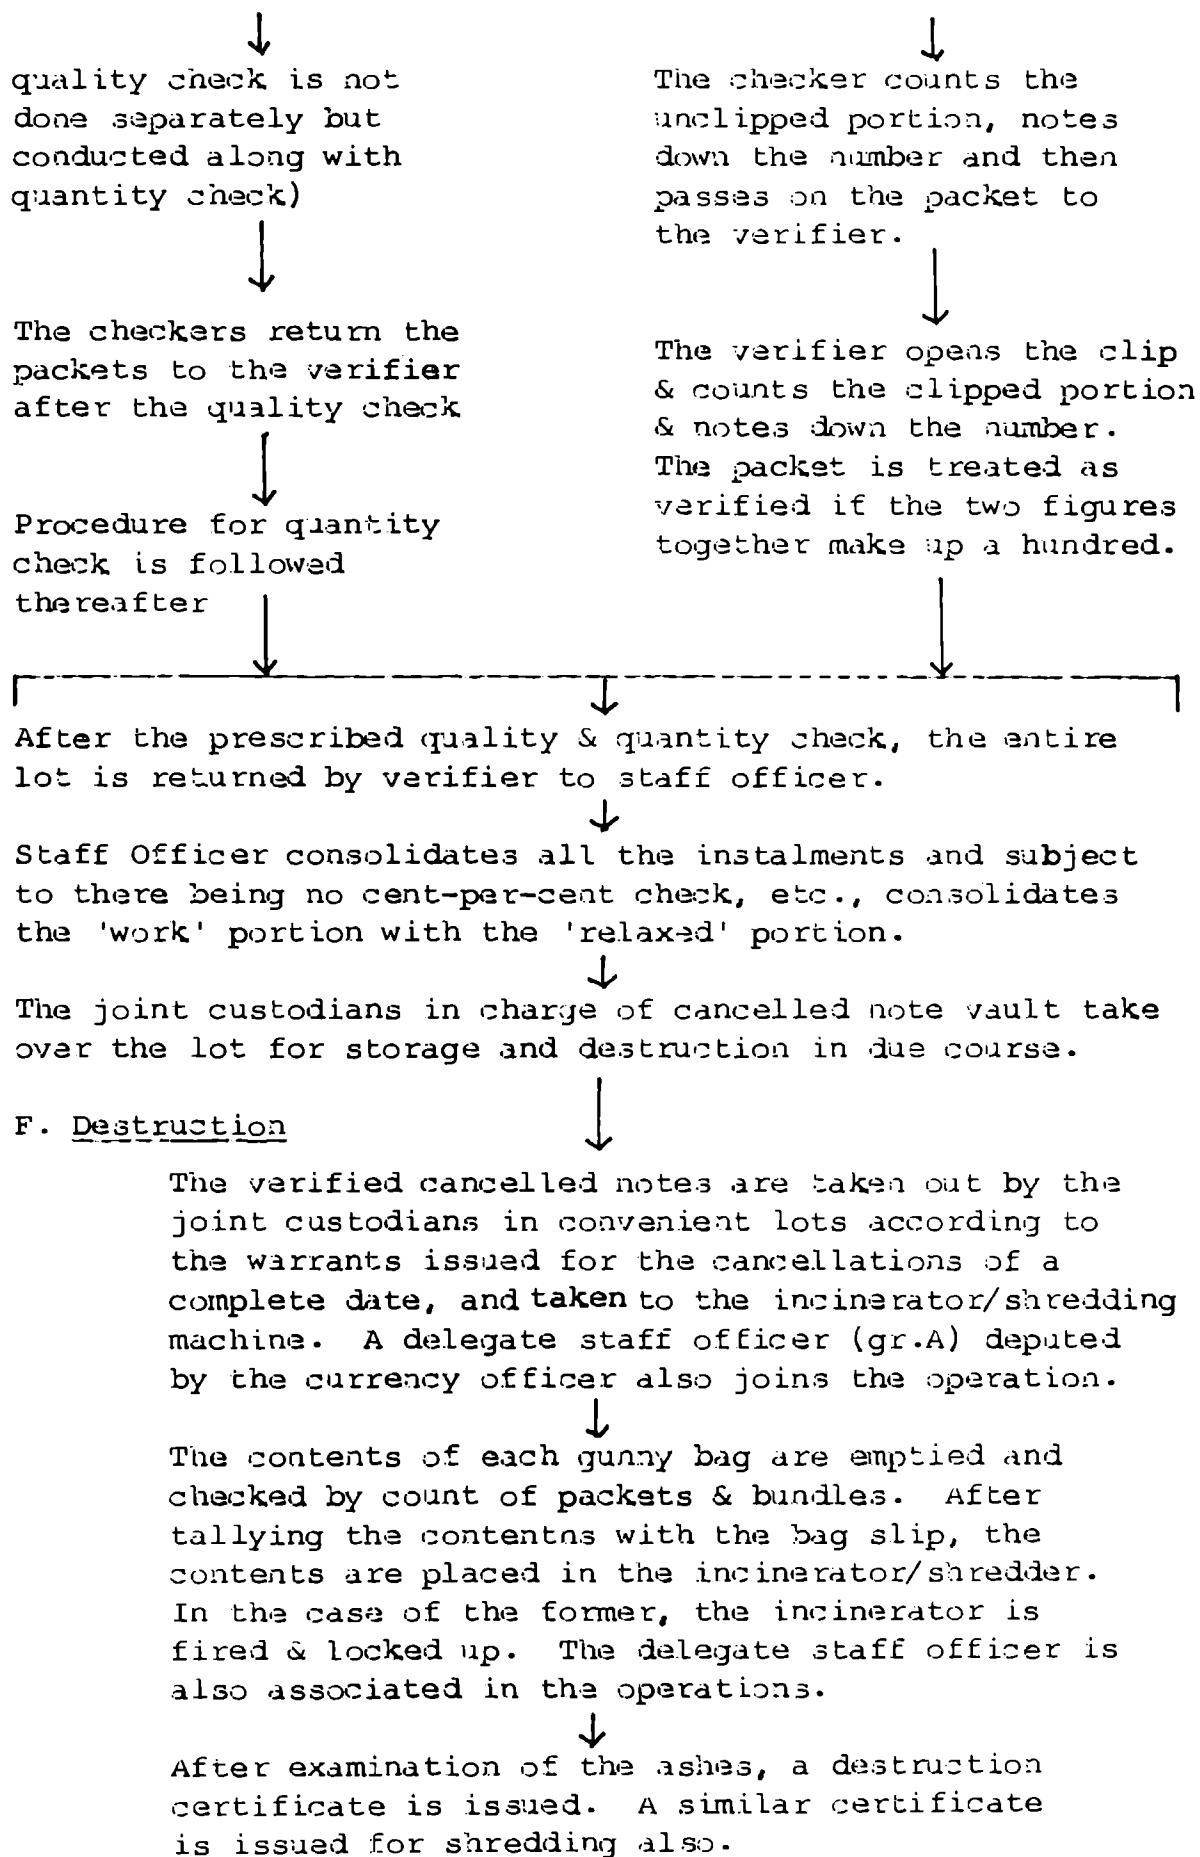 quality check is not
done separately but
conducted along with
quantity check)
The checkers return the
packets to the verifier
after the quality check
Procedure for quantity
check is followed
thereafter
The checker counts the
unclipped portion, notes
down the number and then
passes on the packet to
the verifier.
The verifier opens the clip
& counts the clipped portion
& notes down the number.
The packet is treated as
verified if the two figures
together make up a hundred.
After the prescribed quality & quantity check, the entire
lot is returned by verifier to staff officer.
Staff Officer consolidates all the instalments and subject
to there being no cent-per-cent check, etc., consolidates
the 'work' portion with the 'relaxed' portion.
The joint custodians in charge of cancelled note vault take
over the lot for storage and destruction in due course.
F. Destruction
The verified cancelled notes are taken out by the
joint custodians in convenient lots according to
the warrants issued for the cancellations of a
complete date, and taken to the incinerator/shredding
machine. A delegate staff officer (gr.A) deputed
by the currency officer also joins the operation.
The contents of each gunny bag are emptied and
checked by count of packets & bundles. After
tallying the contentns with the bag slip, the
contents are placed in the incinerator/shredder.
In the case of the former, the incinerator is
fired & locked up. The delegate staff officer is
also associated in the operations.
After examination of the ashes, a destruction
certificate is issued. A similar certificate
is issued for shredding also.